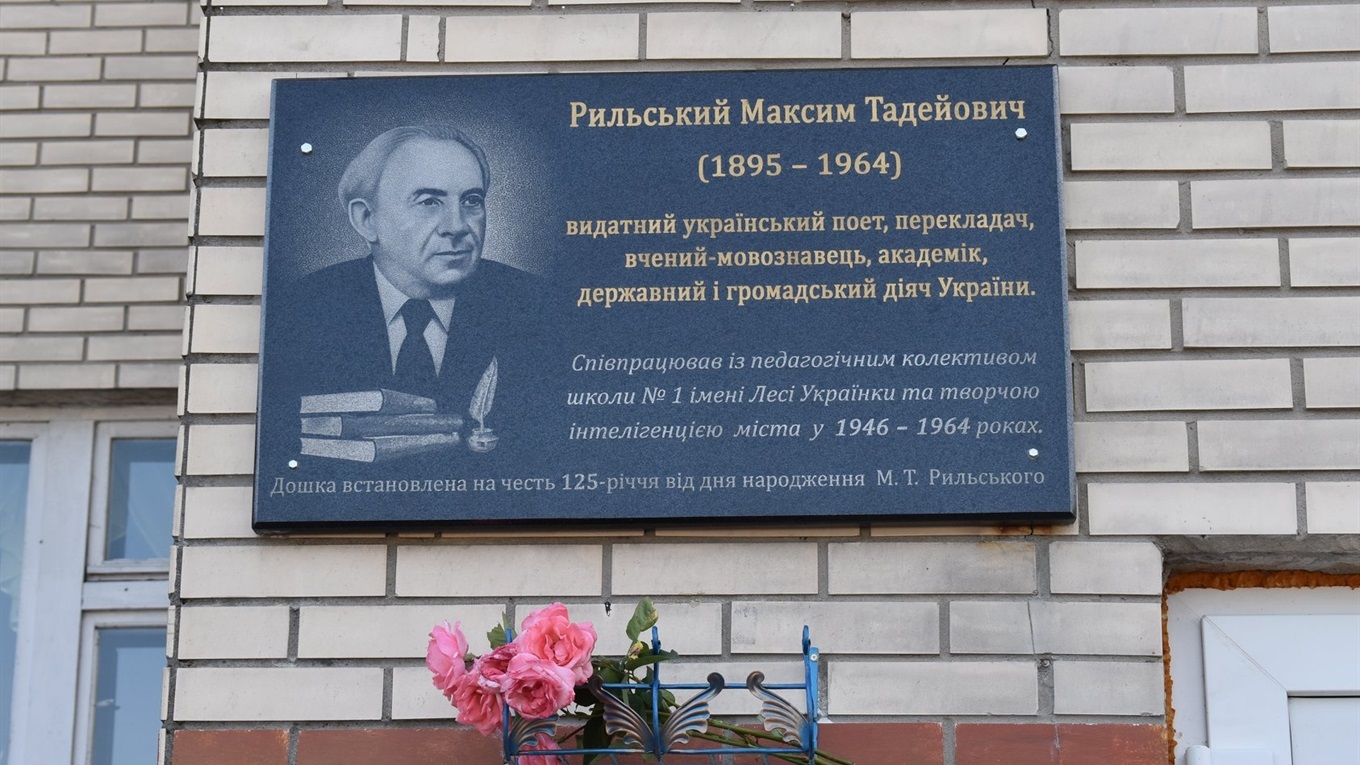 Рильський Максим Тадейович
(1895 – 1964)
видатний український поет, перекладач,
вчений-мовознавець, академік,
державний і громадський діяч України.
Співпрацював із педагогічним колективом
школи № 1 імені Лесі Українки та творчою
інтелігенцією міста у 1946 – 1964 роках.
Дошка встановлена на честь 125-річчя від дня народження М. Т. Рильського